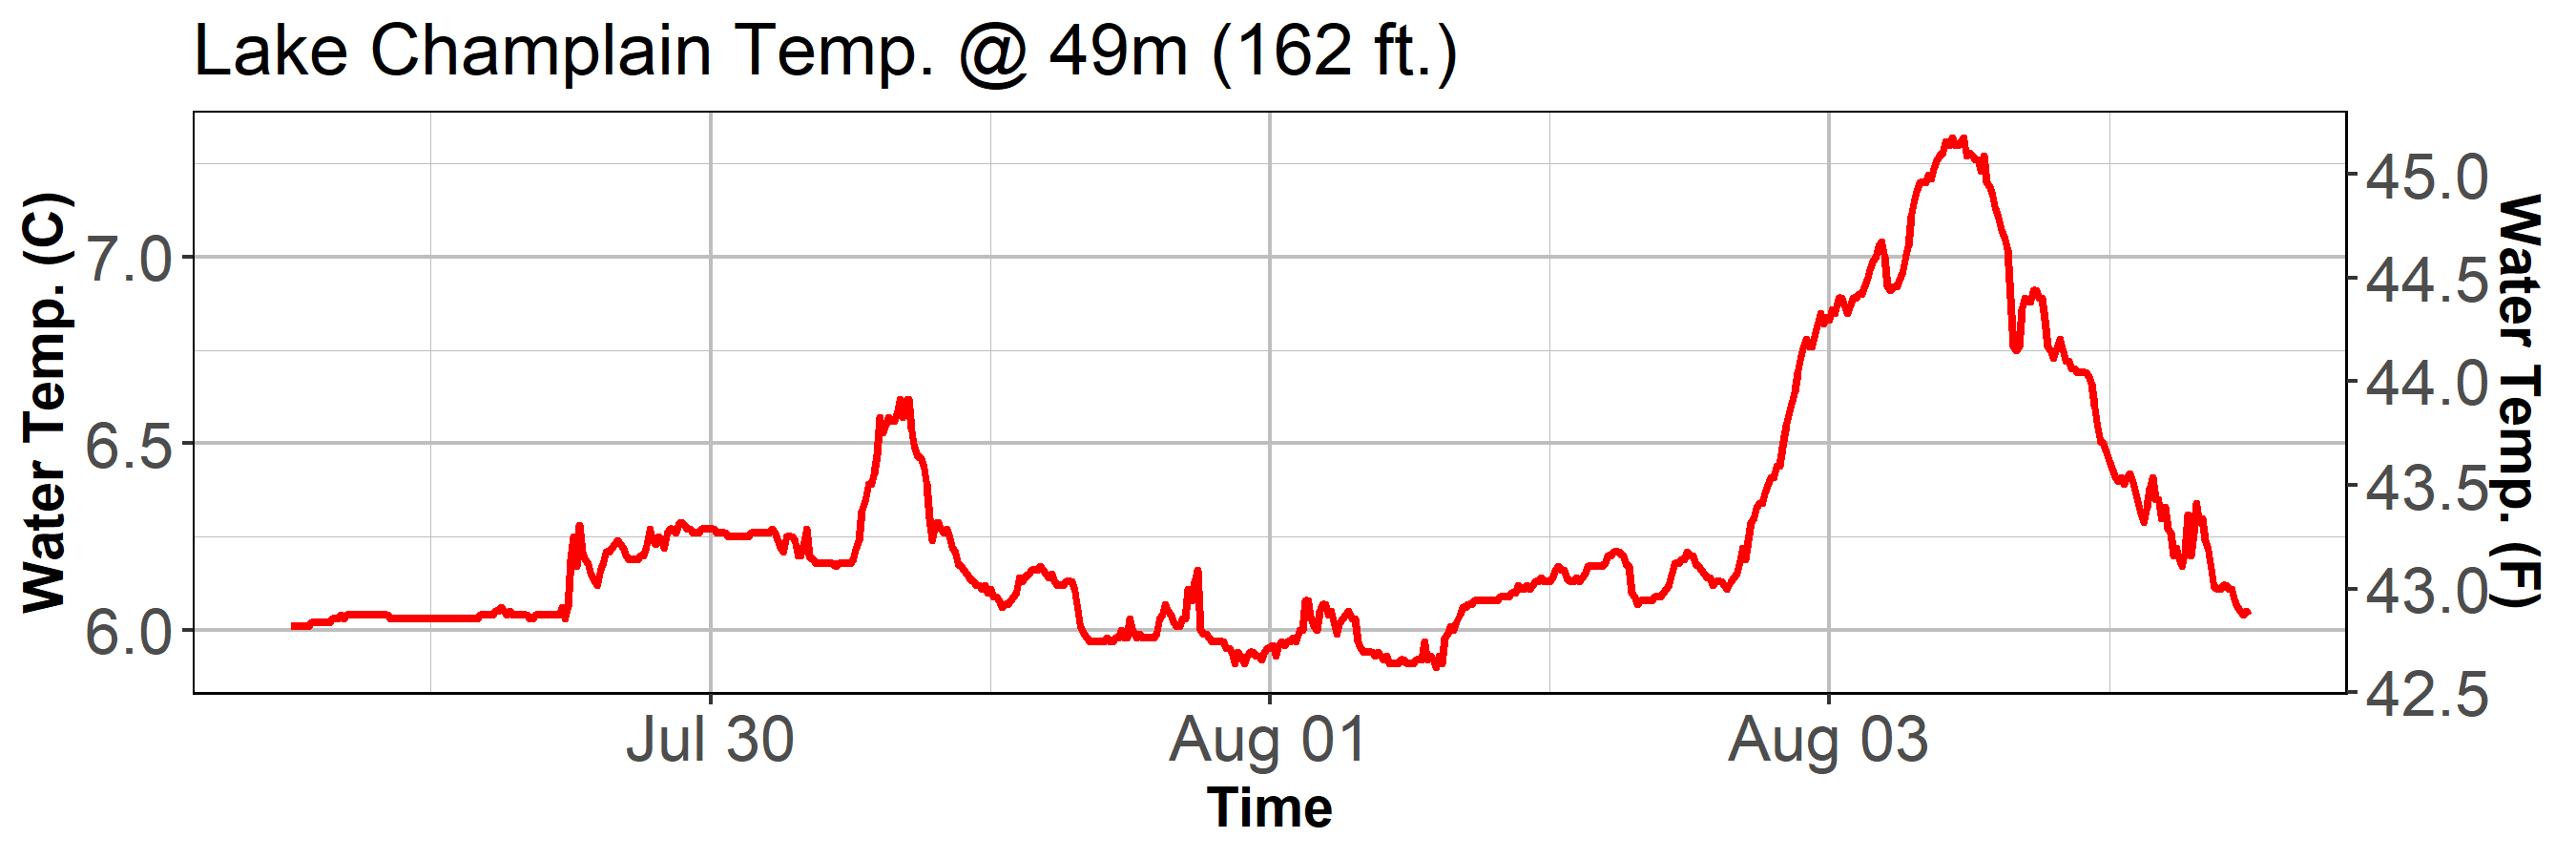 Lake Champlain Temp. @ 49m (162 ft.)
Water Temp. (C)
7.0
6.5
6.0
45.0
44.5
44.0
43.5
43.0
42.5
Water Temp. (F)
Jul 30
Aug 01
Aug 03
Time